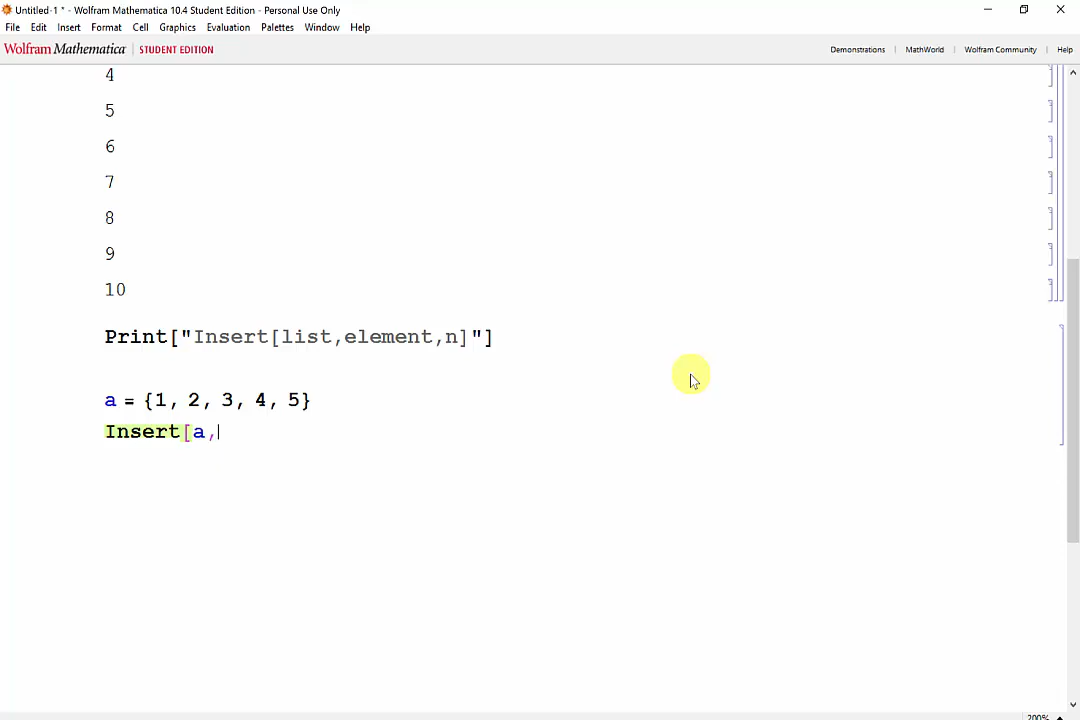 Untitled-1 * - Wolfram Mathematica 10.4 Student Edition - Personal Use Only
File Edit Insert Format Cell Graphics Evaluation Palettes Window Help
Wolfram Mathematica | STUDENT EDITION Demonstrations MathWorld Wolfram Community Help
4
5
6
7
8
9
10
Print["Insert[list,element,n]"]
a = {1, 2, 3, 4, 5}
Insert[a,
200%